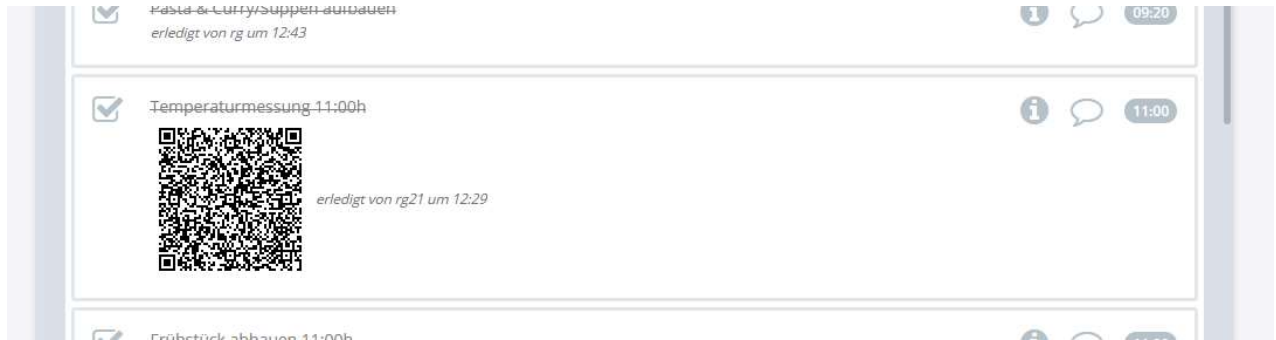 Pasta & Curry/Suppen aufbauen
09:20
erledigt von rg um 12:43
Temperaturmessung 11:00h
11:00
erledigt von rg21 um 12:29
Frühstück abbauen 11:00h